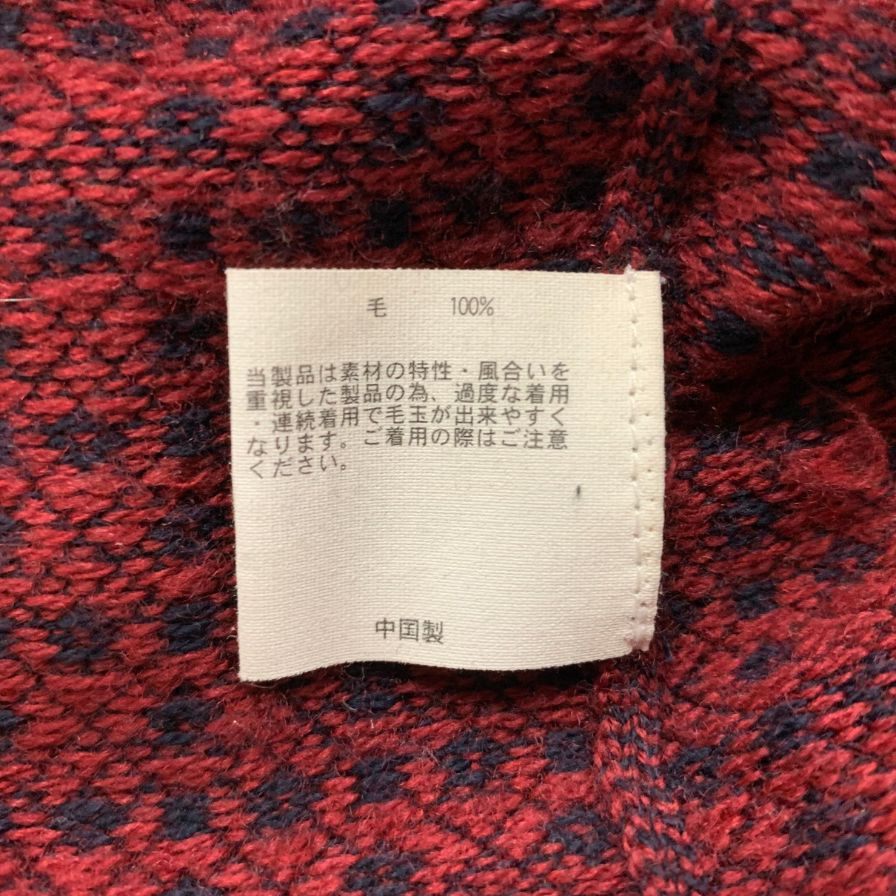 毛 100%
当製品は素材の特性・風合いを
重視した製品の為、過度な着用
・連続着用で毛玉が出来やすく
なります。ご着用の際はご注意
ください。
中国製